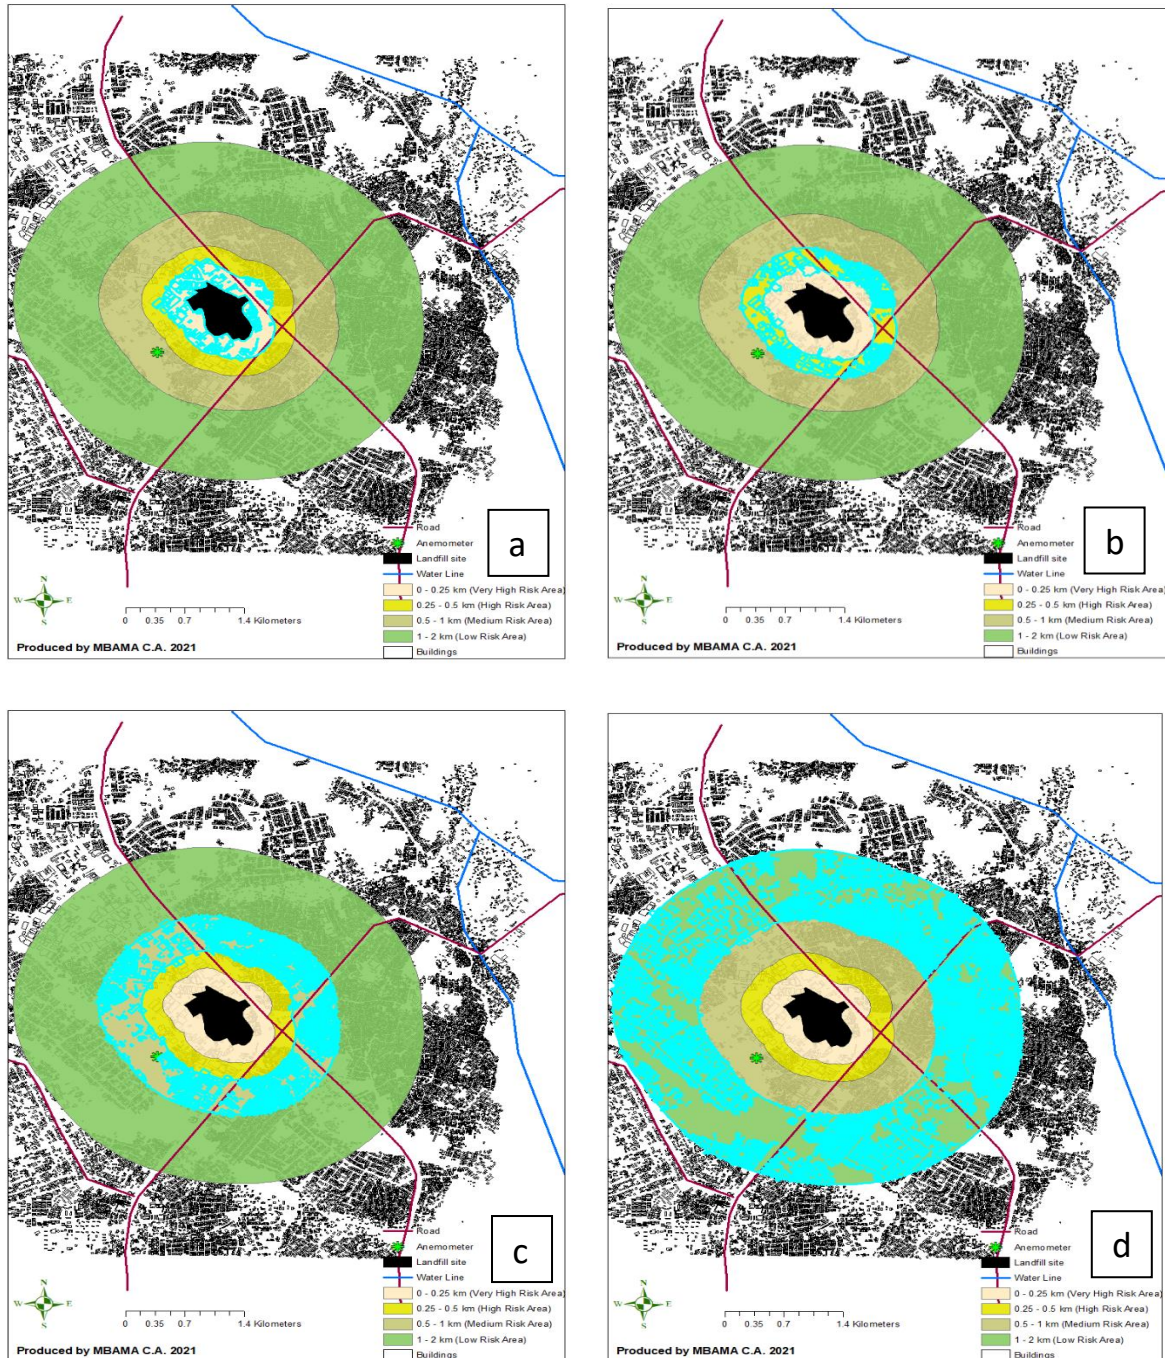 a
Road
Anemometer
Landfill site
Water Line
0 - 0.25 km (Very High Risk Area)
0.25 - 0.5 km (High Risk Area)
0.5 - 1 km (Medium Risk Area)
1 - 2 km (Low Risk Area)
Buildings
N
W E
S
0 0.35 0.7 1.4 Kilometers
Produced by MBAMA C.A. 2021
b
Road
Anemometer
Landfill site
Water Line
0 - 0.25 km (Very High Risk Area)
0.25 - 0.5 km (High Risk Area)
0.5 - 1 km (Medium Risk Area)
1 - 2 km (Low Risk Area)
Buildings
N
W E
S
0 0.35 0.7 1.4 Kilometers
Produced by MBAMA C.A. 2021
c
Road
Anemometer
Landfill site
Water Line
0 - 0.25 km (Very High Risk Area)
0.25 - 0.5 km (High Risk Area)
0.5 - 1 km (Medium Risk Area)
1 - 2 km (Low Risk Area)
Buildings
N
W E
S
0 0.35 0.7 1.4 Kilometers
Produced by MBAMA C.A. 2021
d
Road
Anemometer
Landfill site
Water Line
0 - 0.25 km (Very High Risk Area)
0.25 - 0.5 km (High Risk Area)
0.5 - 1 km (Medium Risk Area)
1 - 2 km (Low Risk Area)
Buildings
N
W E
S
0 0.35 0.7 1.4 Kilometers
Produced by MBAMA C.A. 2021